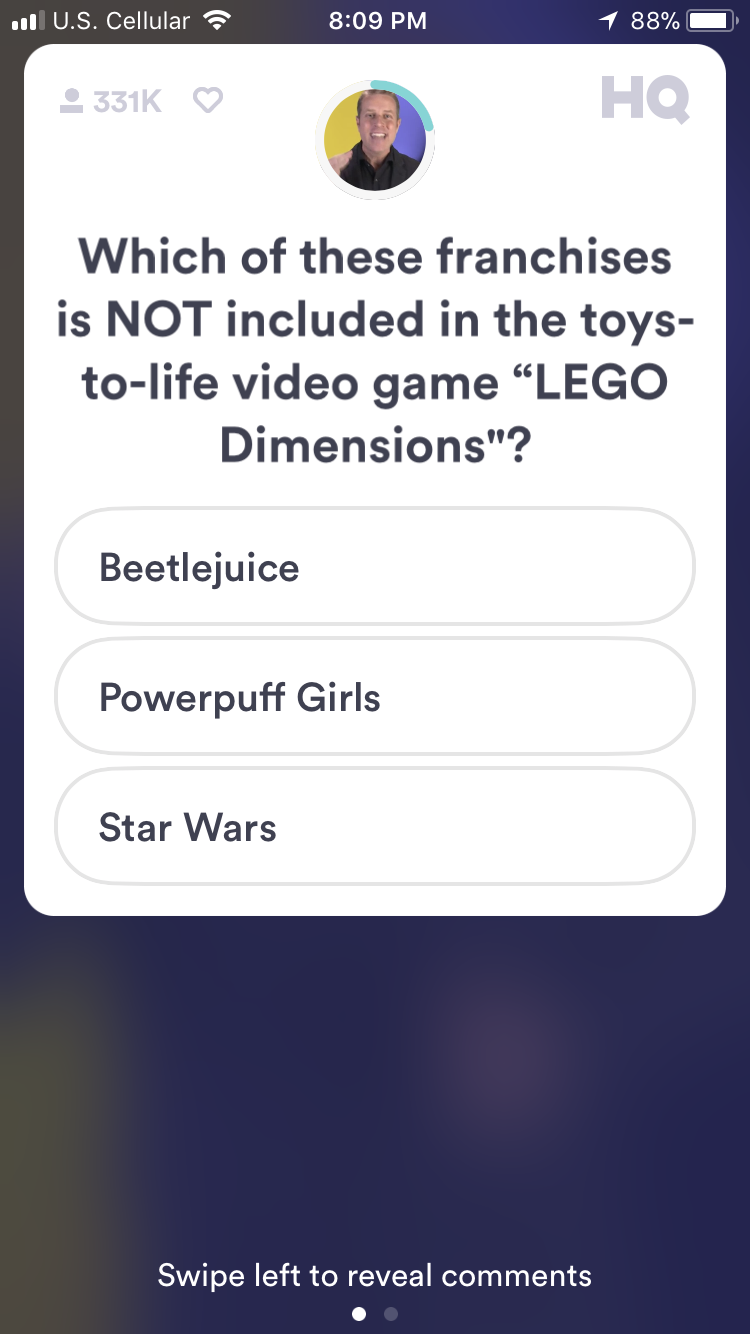 U.S. Cellular 8:09 PM 88%
331K HQ
Which of these franchises
is NOT included in the toys-
to-life video game “LEGO
Dimensions"?
Beetlejuice
Powerpuff Girls
Star Wars
Swipe left to reveal comments